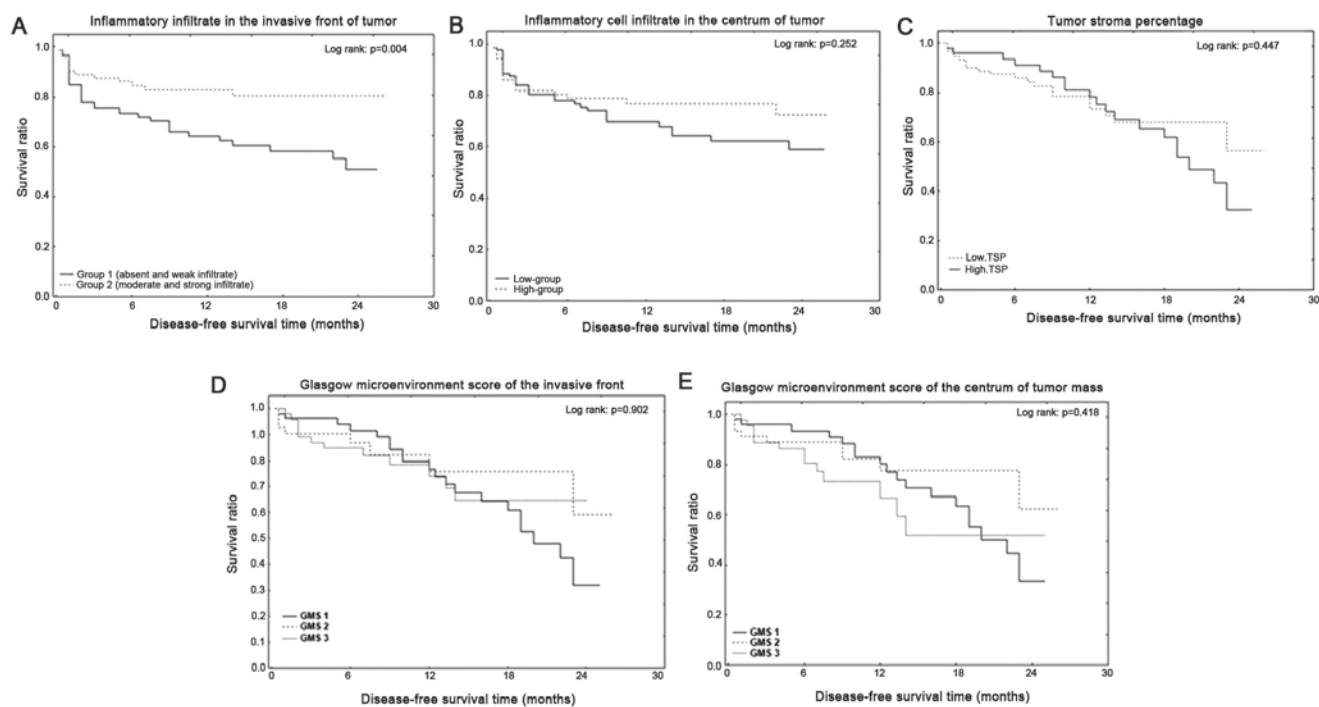 A
Inflammatory infiltrate in the invasive front of tumor
Log rank: p=0.004
Survival ratio
1.0
0.8
0.6
0.4
0.2
0.0
Group 1 (absent and weak infiltrate)
Group 2 (moderate and strong infiltrate)
0 6 12 18 24 30
Disease-free survival time (months)
B
Inflammatory cell infiltrate in the centrum of tumor
Log rank: p=0.252
Survival ratio
1.0
0.8
0.6
0.4
0.2
0.0
Low-group
High-group
0 6 12 18 24 30
Disease-free survival time (months)
C
Tumor stroma percentage
Log rank: p=0.447
Survival ratio
1.0
0.8
0.6
0.4
0.2
0.0
Low.TSP
High.TSP
0 6 12 18 24 30
Disease-free survival time (months)
D
Glasgow microenvironment score of the invasive front
Log rank: p=0.902
Survival ratio
1.0
0.9
0.8
0.7
0.6
0.5
0.3
0.4
0.2
0.1
0.0
GMS 1
GMS 2
GMS 3
0 6 12 18 24 30
Disease-free survival time (months)
E
Glasgow microenvironment score of the centrum of tumor mass
Log rank: p=0.418
Survival ratio
1.0
0.8
0.6
0.4
0.2
0.0
GMS 1
GMS 2
GMS 3
0 6 12 18 24 30
Disease-free survival time (months)